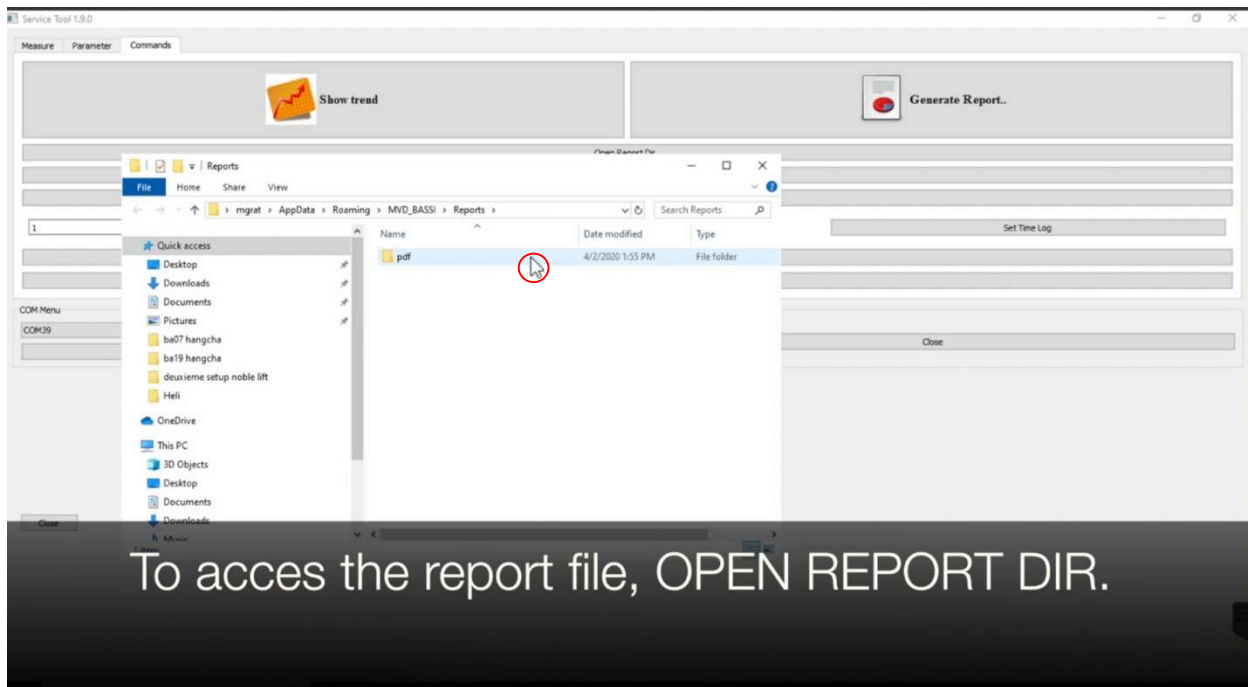 Service Tool 1.9.0
Measure Parameter Commands
Show trend
Generate Report..
Open Report Dir
Reports
File Home Share View
mgrat > AppData > Roaming > MVD_BASSI > Reports >
Search Reports
Name Date modified Type
pdf 4/2/2020 1:55 PM File folder
Quick access
Desktop
Downloads
Documents
Pictures
ba07 hangcha
ba19 hangcha
deuxieme setup noble lift
Heli
OneDrive
This PC
3D Objects
Desktop
Documents
Downloads
Music
1 item
1
Set Time Log
COM Menu
COM39
Close
Close
To acces the report file, OPEN REPORT DIR.